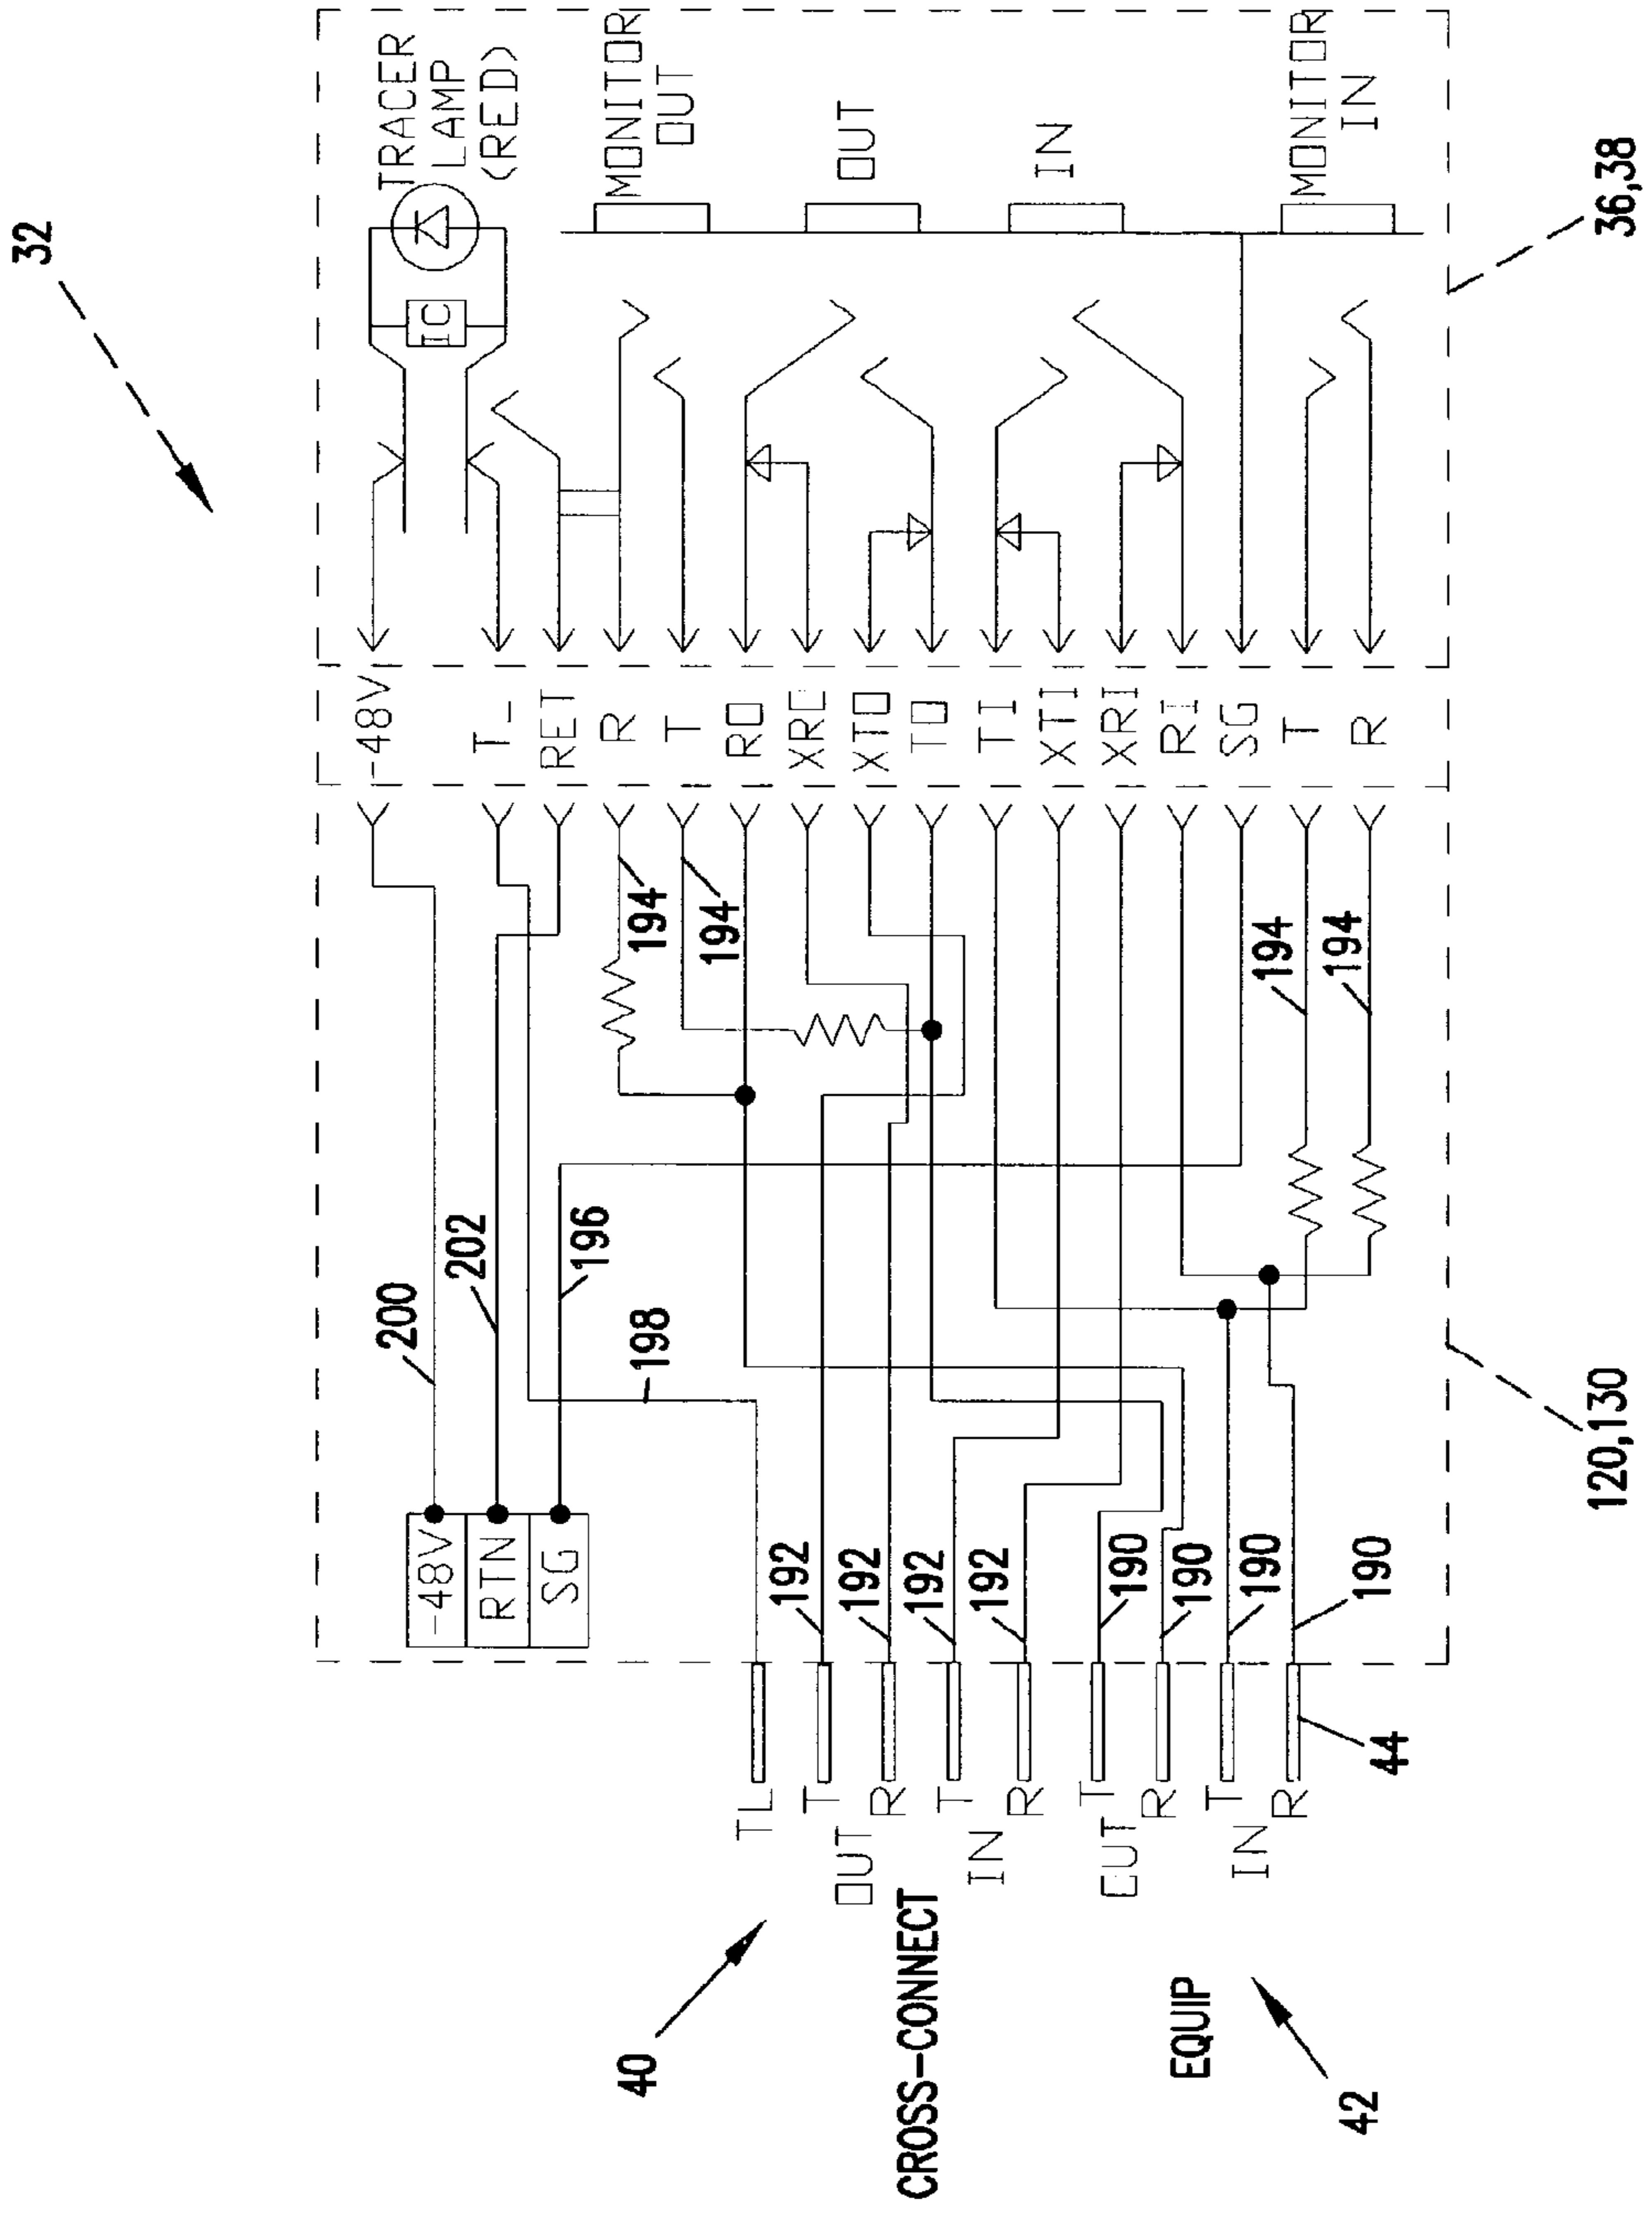 32
TRACER
LAMP
(RED)
IC
MONITOR
OUT
OUT
IN
MONITOR
IN
36,38
-48V
T-
RET
R
T
RO
XRO
XTO
TO
TI
XTI
XRI
RI
SG
T
R
194
194
194
194
200
202
196
198
-48V
RTN
SG
192
192
192
192
190
190
190
190
120,130
TL
T
OUT
R
T
IN
R
T
OUT
R
T
IN
R
44
40
CROSS-CONNECT
EQUIP
42